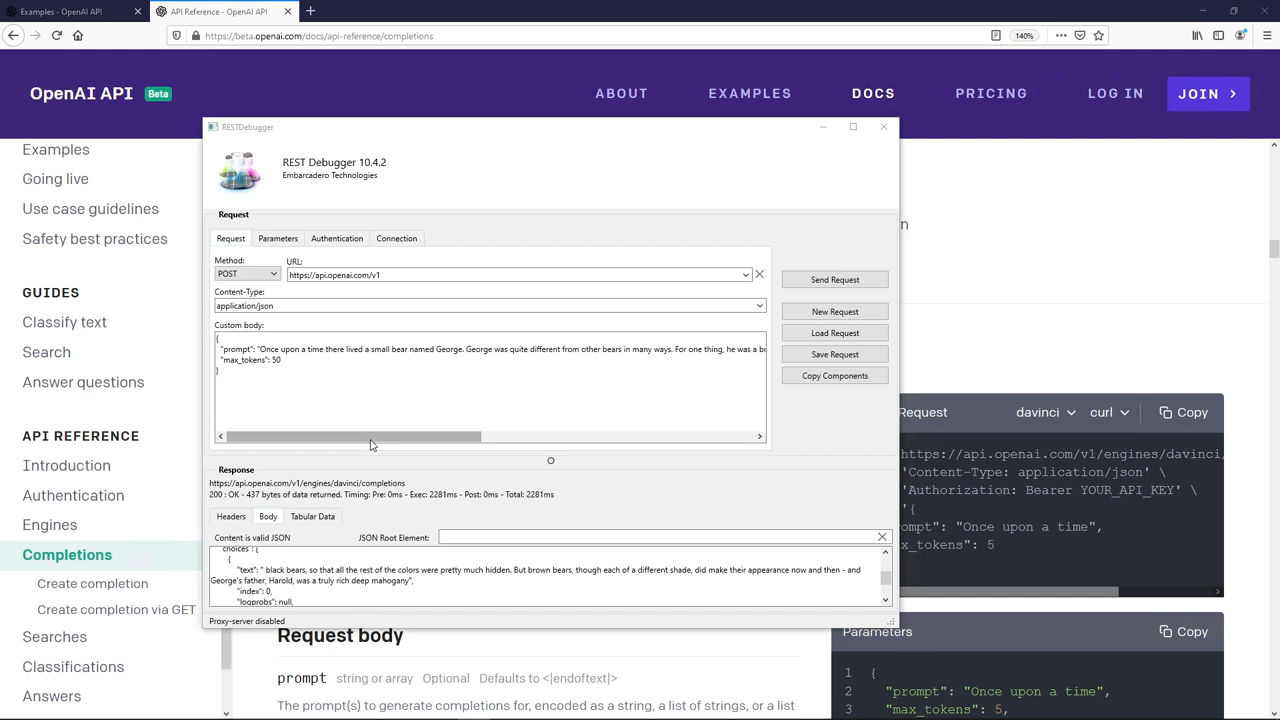 Examples - OpenAI API
API Reference - OpenAI API
https://beta.openai.com/docs/api-reference/completions
140%
OpenAI API
Beta
ABOUT
EXAMPLES
DOCS
PRICING
LOG IN
JOIN
Examples
Going live
Use case guidelines
Safety best practices
GUIDES
Classify text
Search
Answer questions
API REFERENCE
Introduction
Authentication
Engines
Completions
Create completion
Create completion via GET
Searches
Classifications
Answers
RESTDebugger
REST Debugger 10.4.2
Embarcadero Technologies
Request
Request
Parameters
Authentication
Connection
Method:
URL:
POST
https://api.openai.com/v1
Content-Type:
application/json
Custom body:
{
"prompt": "Once upon a time there lived a small bear named George. George was quite different from other bears in many ways. For one thing, he was a br
"max_tokens": 50
}
Send Request
New Request
Load Request
Save Request
Copy Components
Response
https://api.openai.com/v1/engines/davinci/completions
200 : OK - 437 bytes of data returned. Timing: Pre: 0ms - Exec: 2281ms - Post: 0ms - Total: 2281ms
Headers
Body
Tabular Data
Content is valid JSON
JSON Root Element:
choices : [
{
"text": " black bears, so that all the rest of the colors were pretty much hidden. But brown bears, though each of a different shade, did make their appearance now and then - and
George's father, Harold, was a truly rich deep mahogany",
"index": 0,
"logprobs": null,
Proxy-server disabled
n
Request
davinci
curl
Copy
https://api.openai.com/v1/engines/davinci/
'Content-Type: application/json' \
'Authorization: Bearer YOUR_API_KEY' \
'{
ompt": "Once upon a time",
x_tokens": 5
Request body
prompt string or array Optional Defaults to <|endoftext|>
The prompt(s) to generate completions for, encoded as a string, a list of strings, or a list
Parameters
Copy
1 {
2 "prompt": "Once upon a time",
3 "max_tokens": 5,